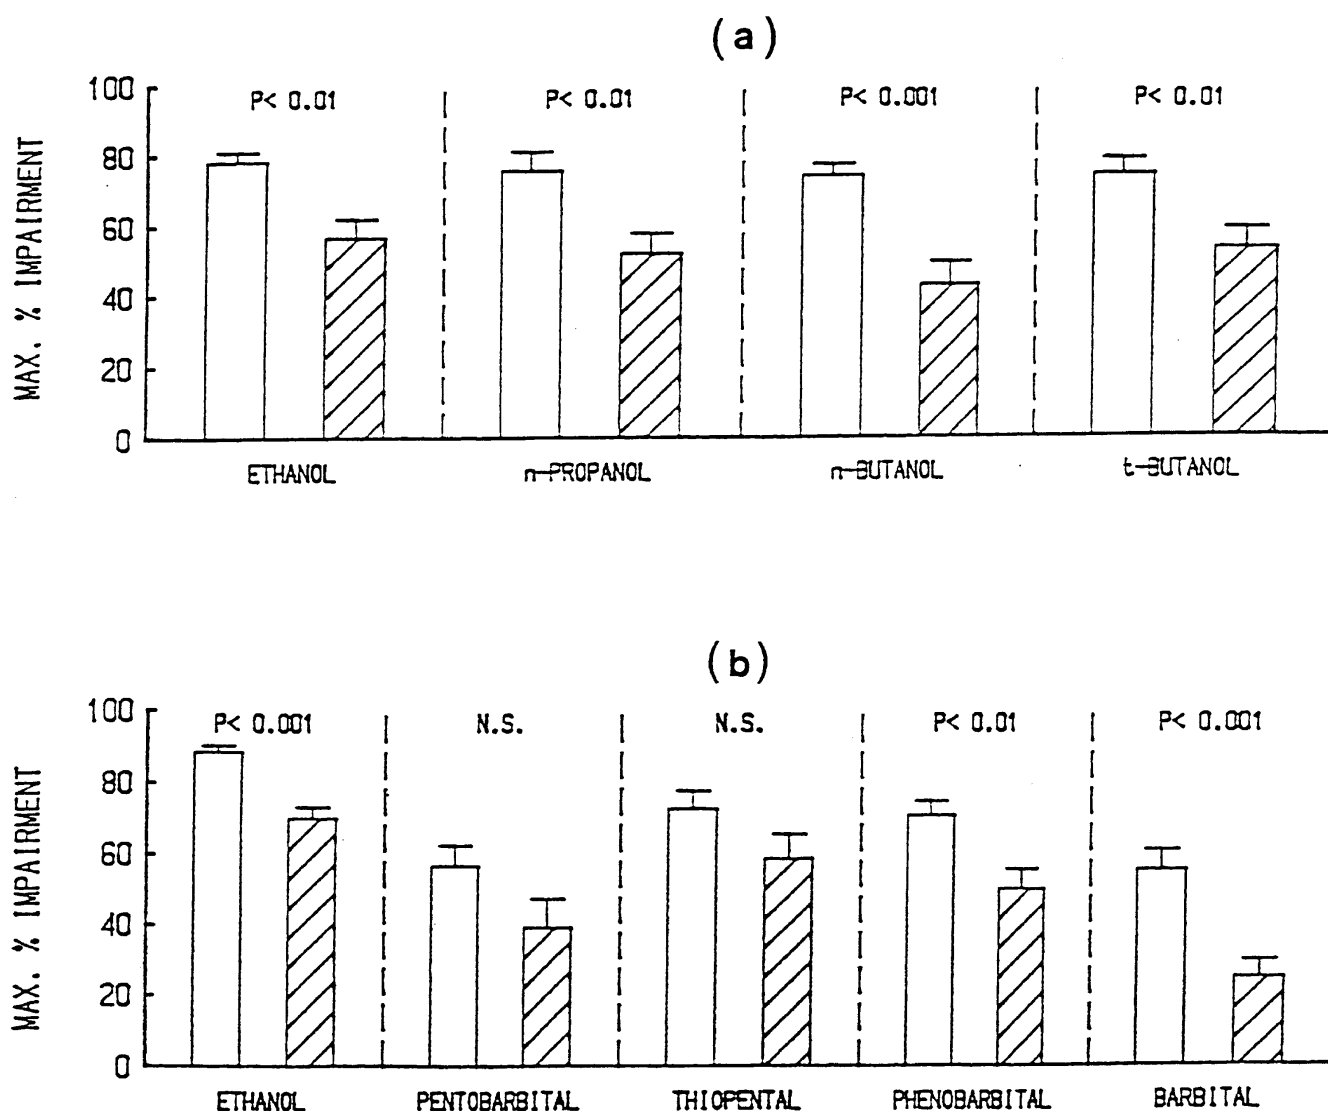 (a)
MAX. % IMPAIRMENT
100
80
60
40
20
0
P< 0.01
P< 0.01
P< 0.001
P< 0.01
ETHANOL
n-PROPANOL
n-BUTANOL
t-BUTANOL
(b)
MAX. % IMPAIRMENT
100
80
60
40
20
0
P< 0.001
N.S.
N.S.
P< 0.01
P< 0.001
ETHANOL
PENTOBARBITAL
THIOPENTAL
PHENOBARBITAL
BARBITAL